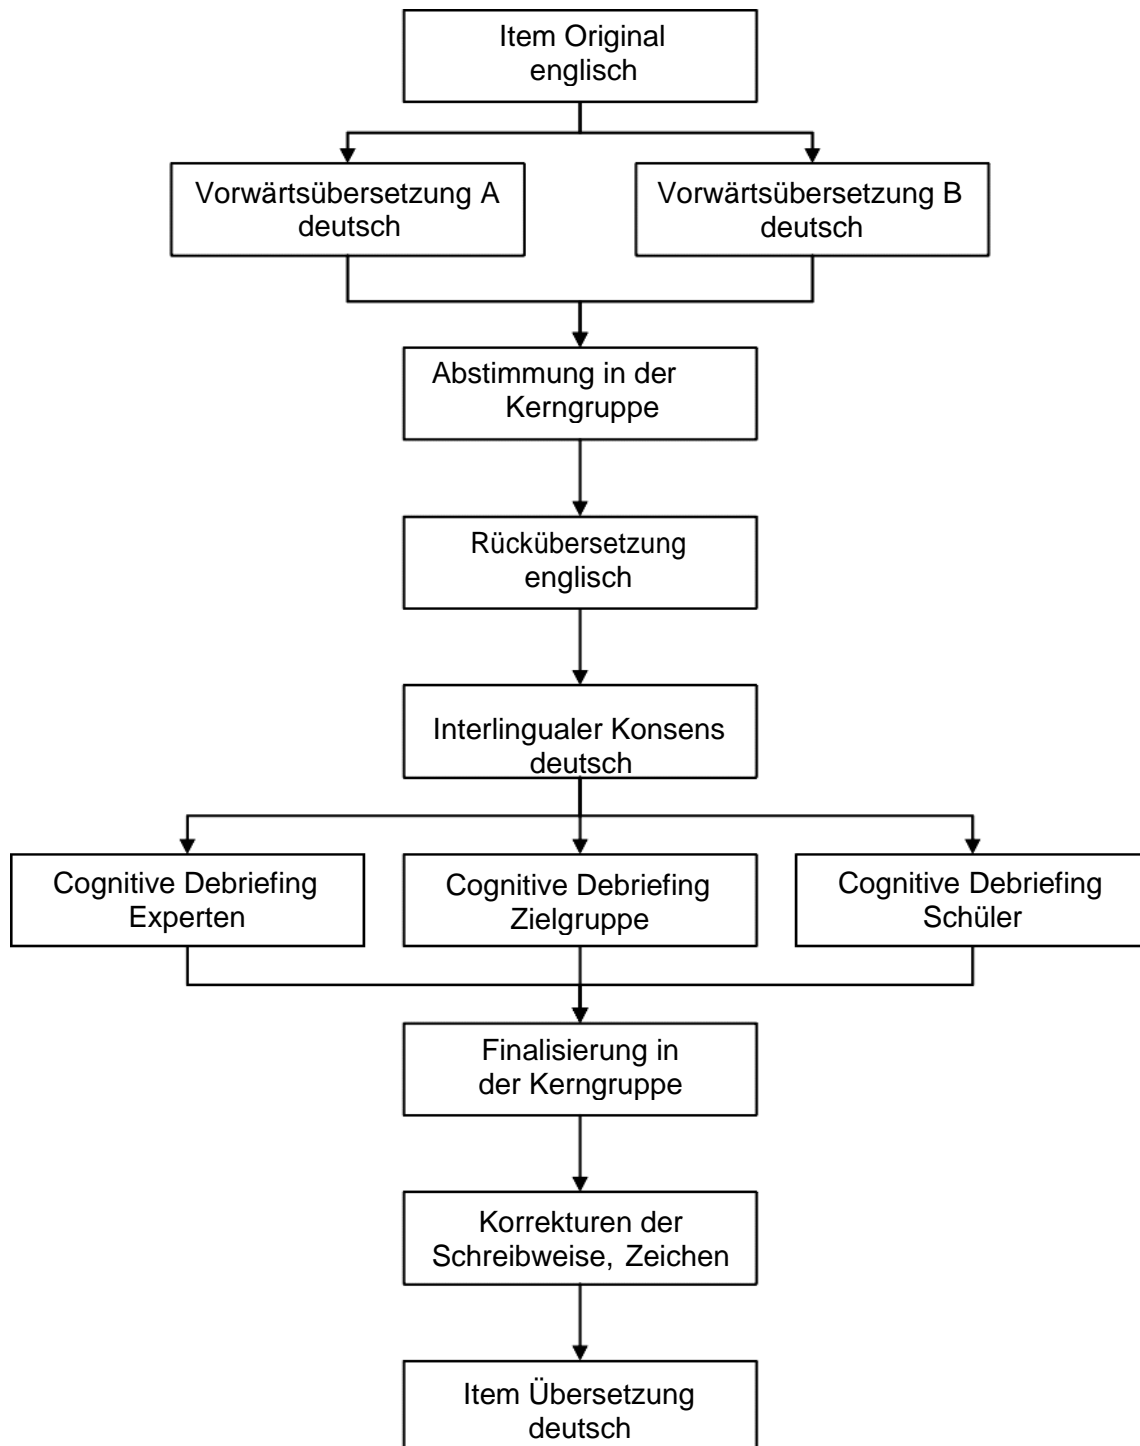 Item Original
englisch
Vorwärtsübersetzung A
deutsch
Vorwärtsübersetzung B
deutsch
Abstimmung in der
Kerngruppe
Rückübersetzung
englisch
Interlingualer Konsens
deutsch
Cognitive Debriefing
Experten
Cognitive Debriefing
Zielgruppe
Cognitive Debriefing
Schüler
Finalisierung in
der Kerngruppe
Korrekturen der
Schreibweise, Zeichen
Item Übersetzung
deutsch